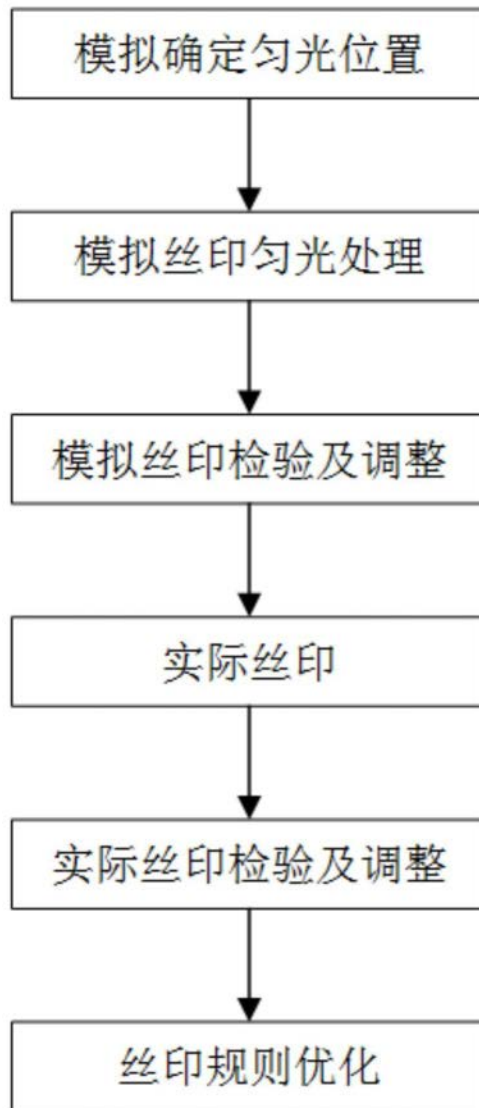 模拟确定匀光位置
模拟丝印匀光处理
模拟丝印检验及调整
实际丝印
实际丝印检验及调整
丝印规则优化